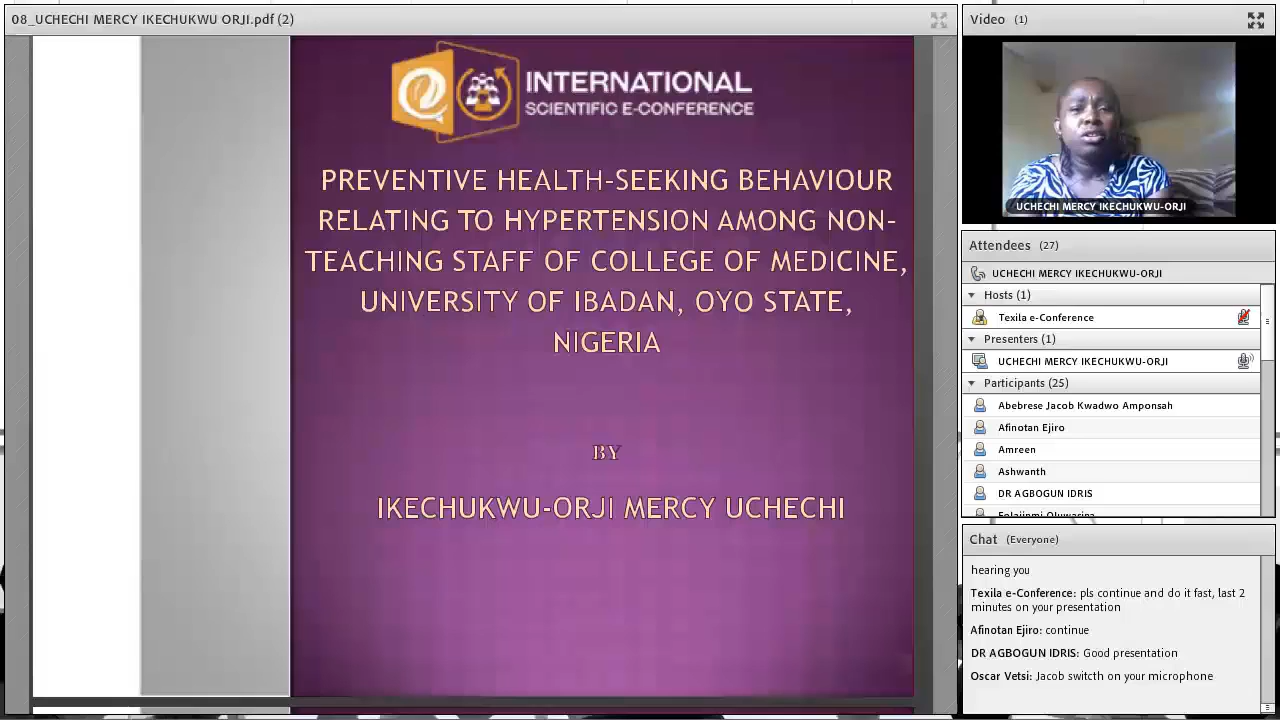 08_UCHECHI MERCY IKECHUKWU ORJI.pdf (2)
INTERNATIONAL
SCIENTIFIC E-CONFERENCE
PREVENTIVE HEALTH-SEEKING BEHAVIOUR
RELATING TO HYPERTENSION AMONG NON-
TEACHING STAFF OF COLLEGE OF MEDICINE,
UNIVERSITY OF IBADAN, OYO STATE,
NIGERIA
BY
IKECHUKWU-ORJI MERCY UCHECHI
Video (1)
UCHECHI MERCY IKECHUKWU-ORJI
Attendees (27)
UCHECHI MERCY IKECHUKWU-ORJI
Hosts (1)
Texila e-Conference
Presenters (1)
UCHECHI MERCY IKECHUKWU-ORJI
Participants (25)
Abebrese Jacob Kwadwo Amponsah
Afinotan Ejiro
Amreen
Ashwanth
DR AGBOGUN IDRIS
Chat (Everyone)
hearing you
Texila e-Conference: pls continue and do it fast, last 2
minutes on your presentation
Afinotan Ejiro: continue
DR AGBOGUN IDRIS: Good presentation
Oscar Vetsi: Jacob switcth on your microphone